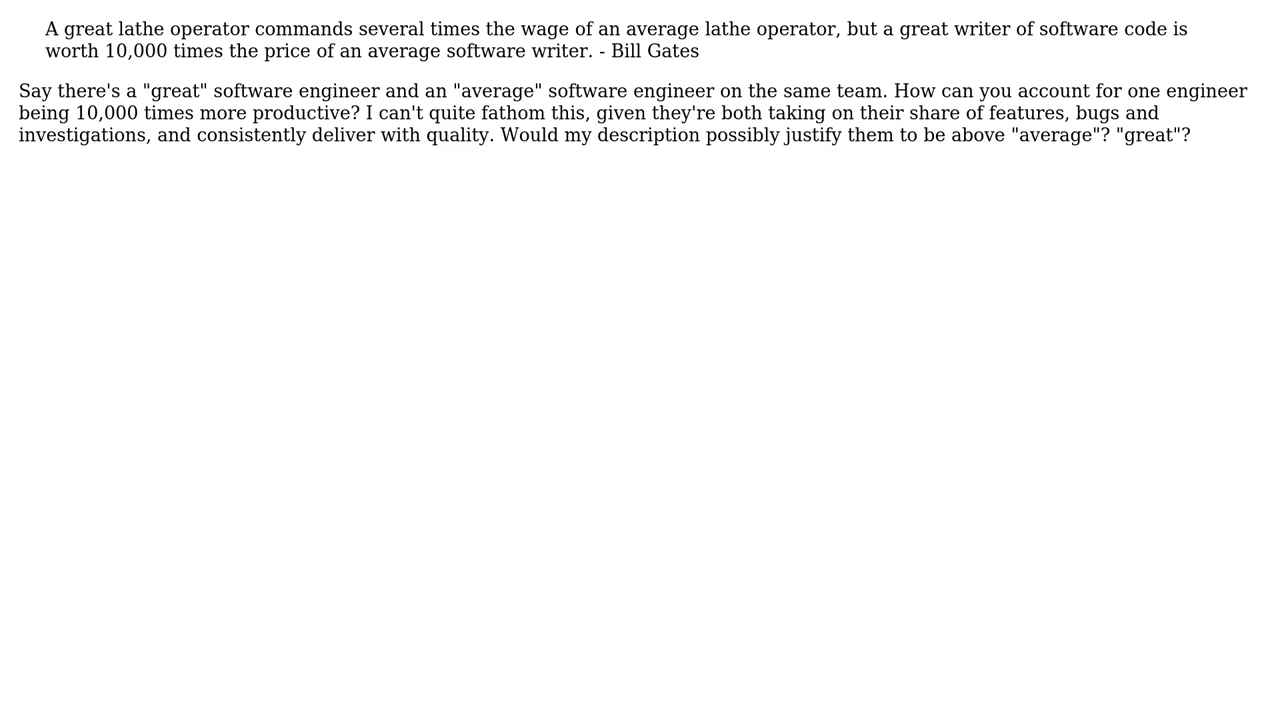 A great lathe operator commands several times the wage of an average lathe operator, but a great writer of software code is
worth 10,000 times the price of an average software writer. - Bill Gates
Say there's a "great" software engineer and an "average" software engineer on the same team. How can you account for one engineer
being 10,000 times more productive? I can't quite fathom this, given they're both taking on their share of features, bugs and
investigations, and consistently deliver with quality. Would my description possibly justify them to be above "average"? "great"?